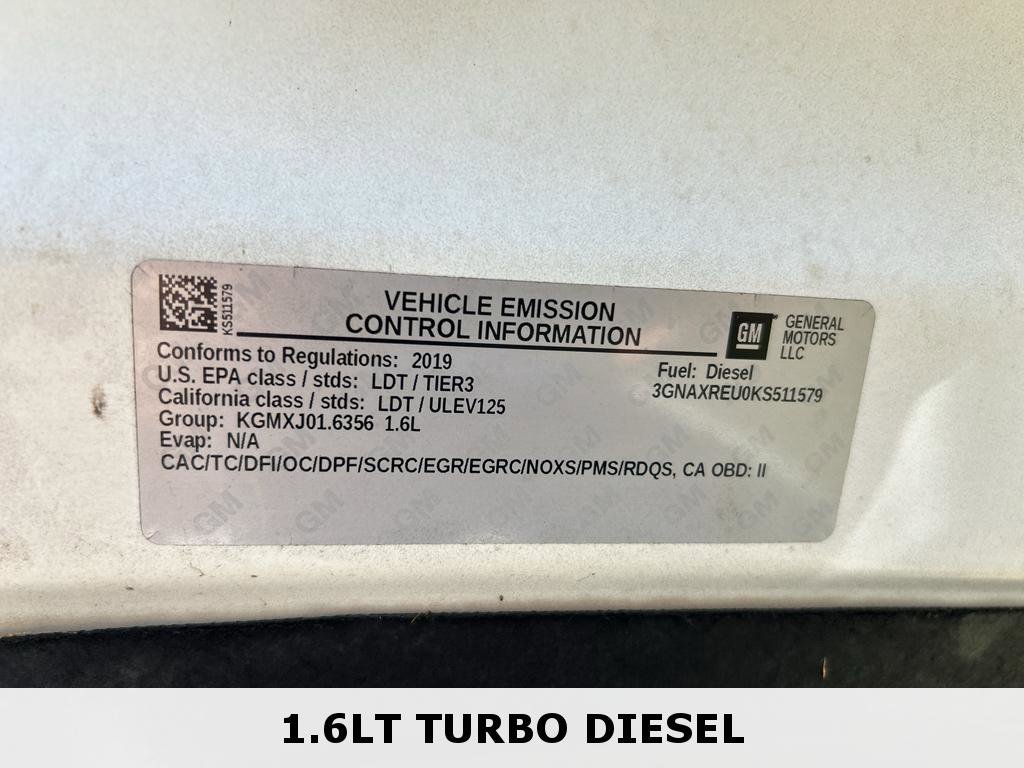 KS511579
VEHICLE EMISSION
CONTROL INFORMATION
GM
GENERAL
MOTORS
LLC
Conforms to Regulations: 2019
U.S. EPA class / stds: LDT / TIER3
California class / stds: LDT / ULEV125
Group: KGMXJ01.6356 1.6L
Evap: N/A
Fuel: Diesel
3GNAXREU0KS511579
CAC/TC/DFI/OC/DPF/SCRC/EGR/EGRC/NOXS/PMS/RDQS, CA OBD: II
1.6LT TURBO DIESEL